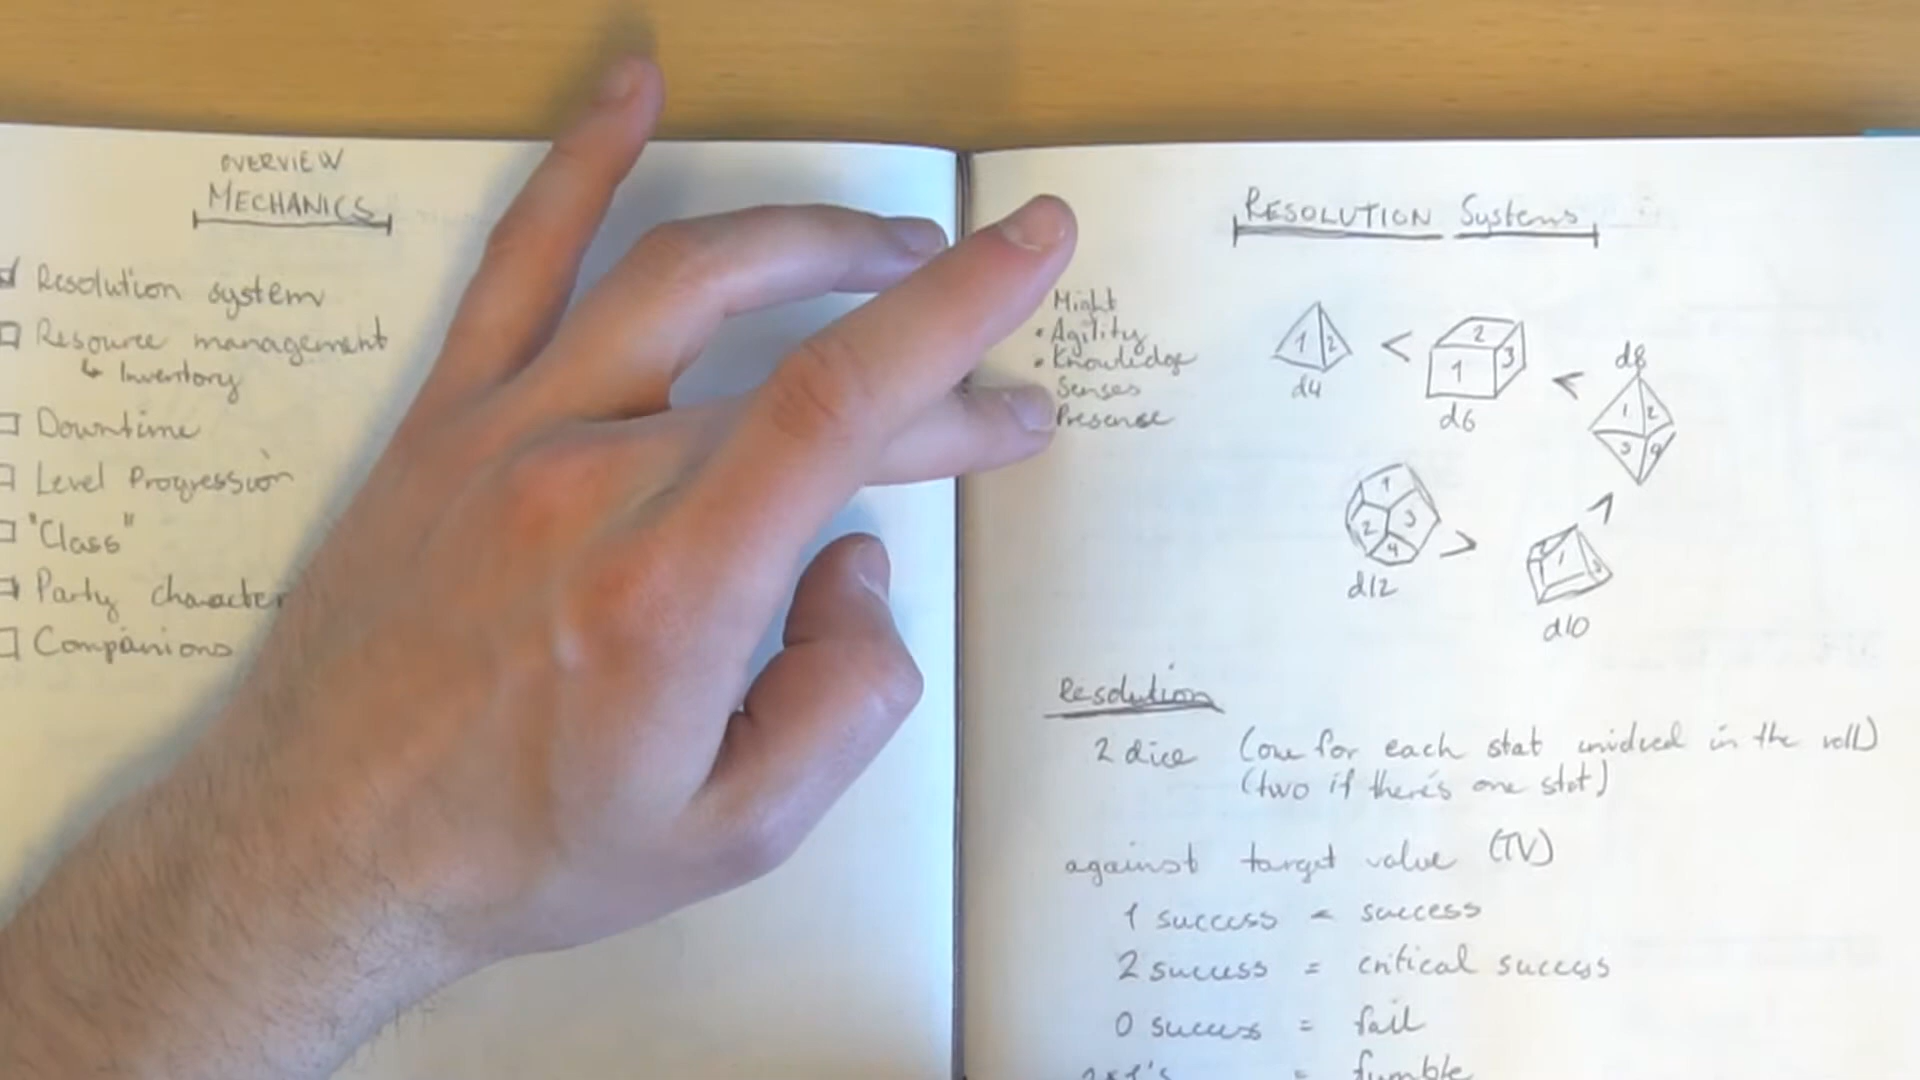 OVERVIEW
MECHANICS
Resolution system
Resource management
↳ Inventory
Downtime
Level Progression
"Class"
Party character
Companions
RESOLUTION Systems
Might
• Agility
• Knowledge
Senses
Presense
1 2
d4
<
2
1 3
d6
<
d8
1 2
3 4
1
2 3
4
d12
>
1
d10
>
Resolution
2 dice (one for each stat involved in the roll)
(two if there's one stot)
against target value (TV)
1 success = success
2 success = critical success
0 success = fail
2x1's = fumble